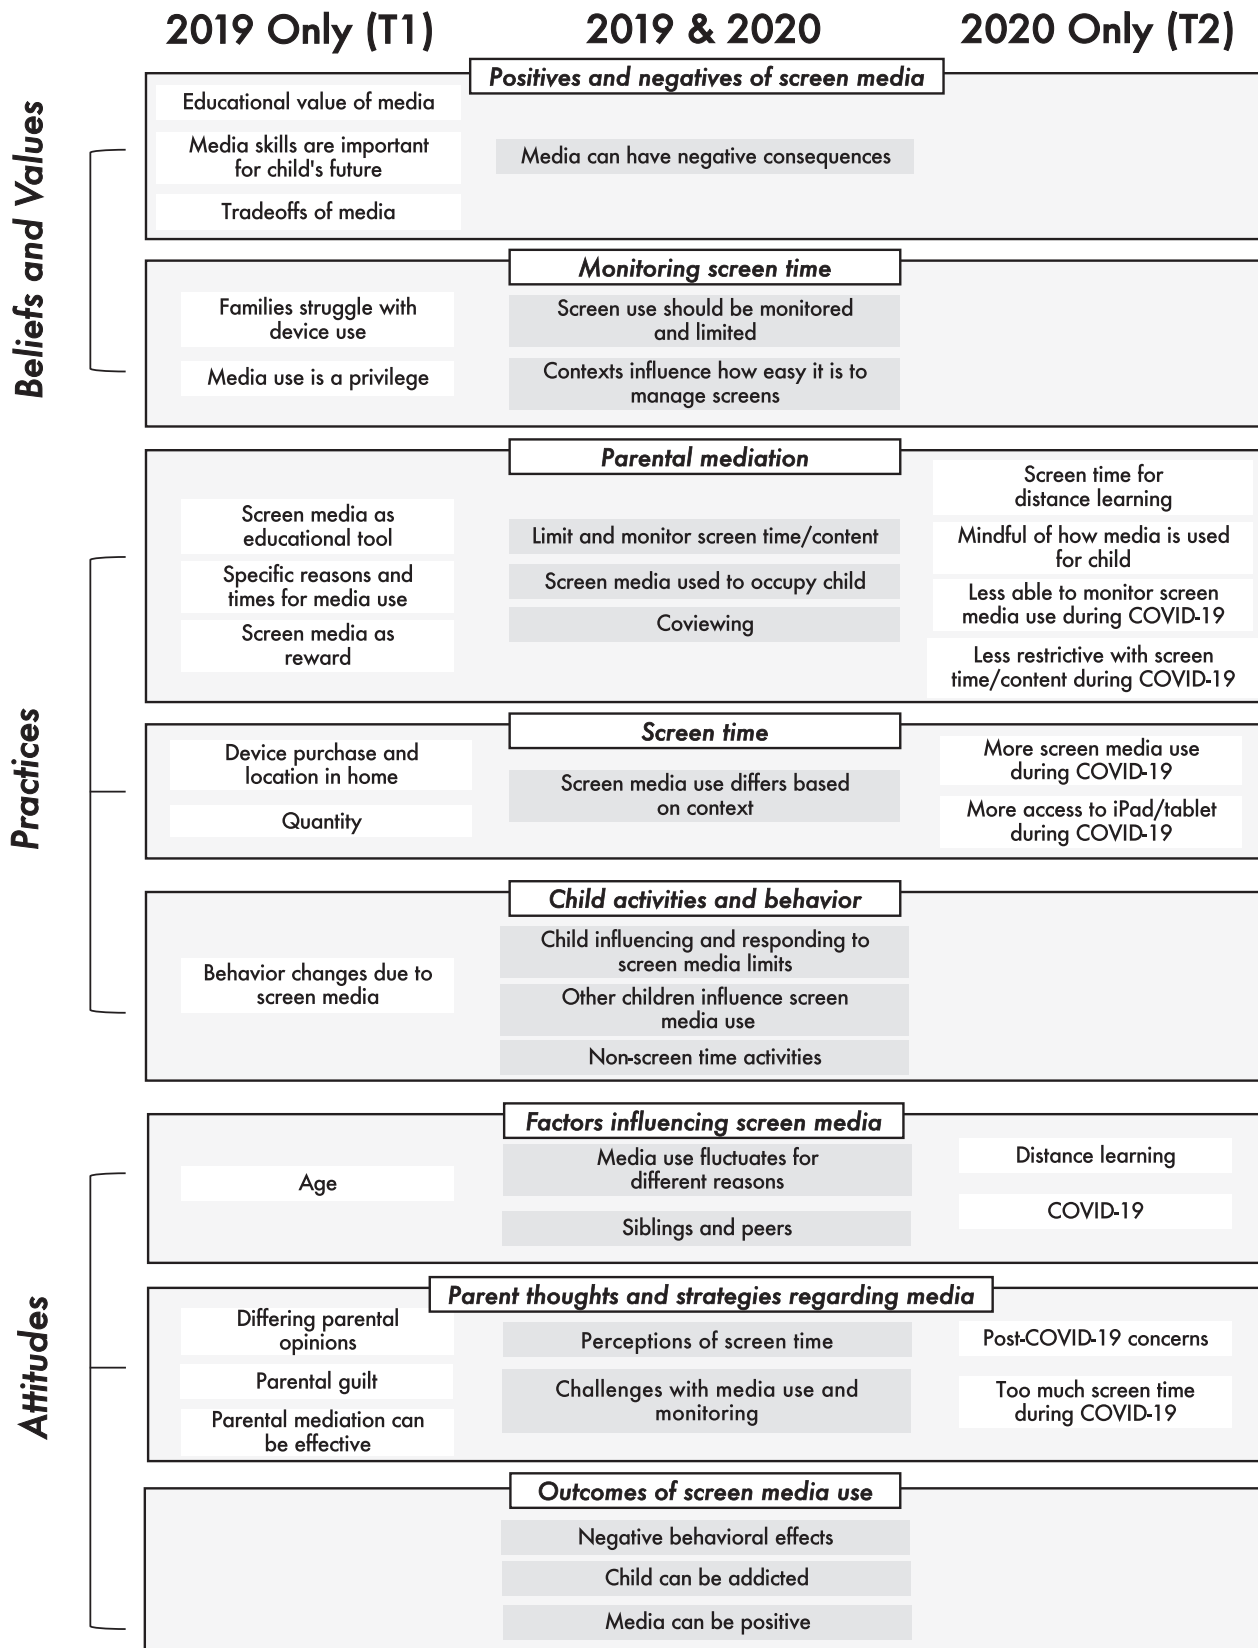 2019 Only (T1)
2019 & 2020
2020 Only (T2)
Beliefs and Values
Positives and negatives of screen media
Educational value of media
Media skills are important
for child's future
Tradeoffs of media
Media can have negative consequences
Monitoring screen time
Families struggle with
device use
Media use is a privilege
Screen use should be monitored
and limited
Contexts influence how easy it is to
manage screens
Practices
Parental mediation
Screen media as
educational tool
Specific reasons and
times for media use
Screen media as
reward
Limit and monitor screen time/content
Screen media used to occupy child
Coviewing
Screen time for
distance learning
Mindful of how media is used
for child
Less able to monitor screen
media use during COVID-19
Less restrictive with screen
time/content during COVID-19
Screen time
Device purchase and
location in home
Quantity
Screen media use differs based
on context
More screen media use
during COVID-19
More access to iPad/tablet
during COVID-19
Child activities and behavior
Behavior changes due to
screen media
Child influencing and responding to
screen media limits
Other children influence screen
media use
Non-screen time activities
Attitudes
Factors influencing screen media
Age
Media use fluctuates for
different reasons
Siblings and peers
Distance learning
COVID-19
Parent thoughts and strategies regarding media
Differing parental
opinions
Parental guilt
Parental mediation can
be effective
Perceptions of screen time
Challenges with media use and
monitoring
Post-COVID-19 concerns
Too much screen time
during COVID-19
Outcomes of screen media use
Negative behavioral effects
Child can be addicted
Media can be positive